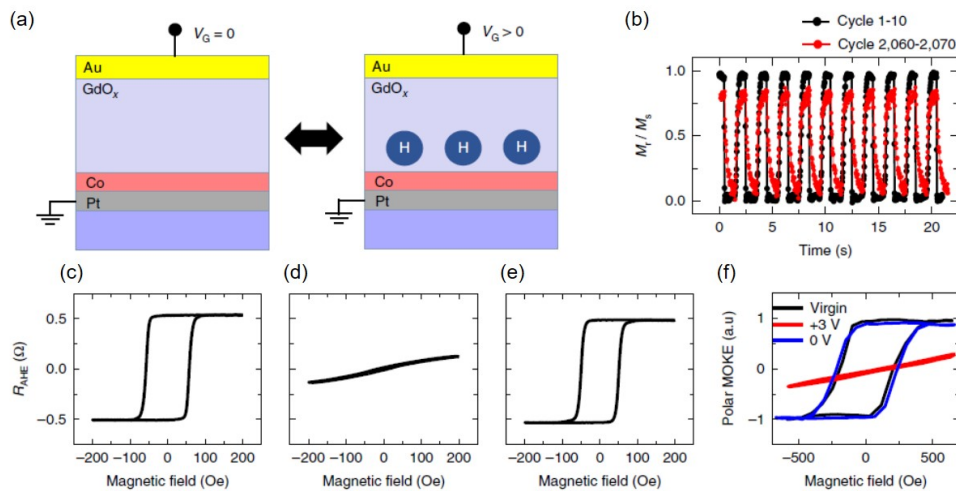 (a)
V_G = 0
Au
GdO_x
Co
Pt
V_G > 0
Au
GdO_x
H H H
Co
Pt
(b)
Cycle 1-10
Cycle 2,060-2,070
M_r / M_s
1.0
0.5
0.0
0 5 10 15 20
Time (s)
(c)
R_AHE (Ω)
0.5
0.0
−0.5
−200 −100 0 100 200
Magnetic field (Oe)
(d)
−200 −100 0 100 200
Magnetic field (Oe)
(e)
−200 −100 0 100 200
Magnetic field (Oe)
(f)
Virgin
+3 V
0 V
Polar MOKE (a.u)
1
0
−1
−500 0 500
Magnetic field (Oe)